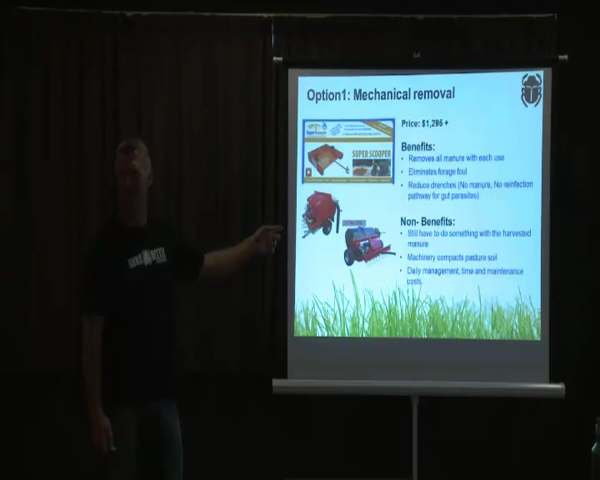 Option1: Mechanical removal
Price: $1,295 +
SUPER SCOOPER
Benefits:
• Removes all manure with each use
• Eliminates forage foul
• Reduce drenches (No manure, No reinfection
pathway for gut parasites)
Non- Benefits:
• Still have to do something with the harvested
manure
• Machinery compacts pasture soil
• Daily management, time and maintenance
costs.